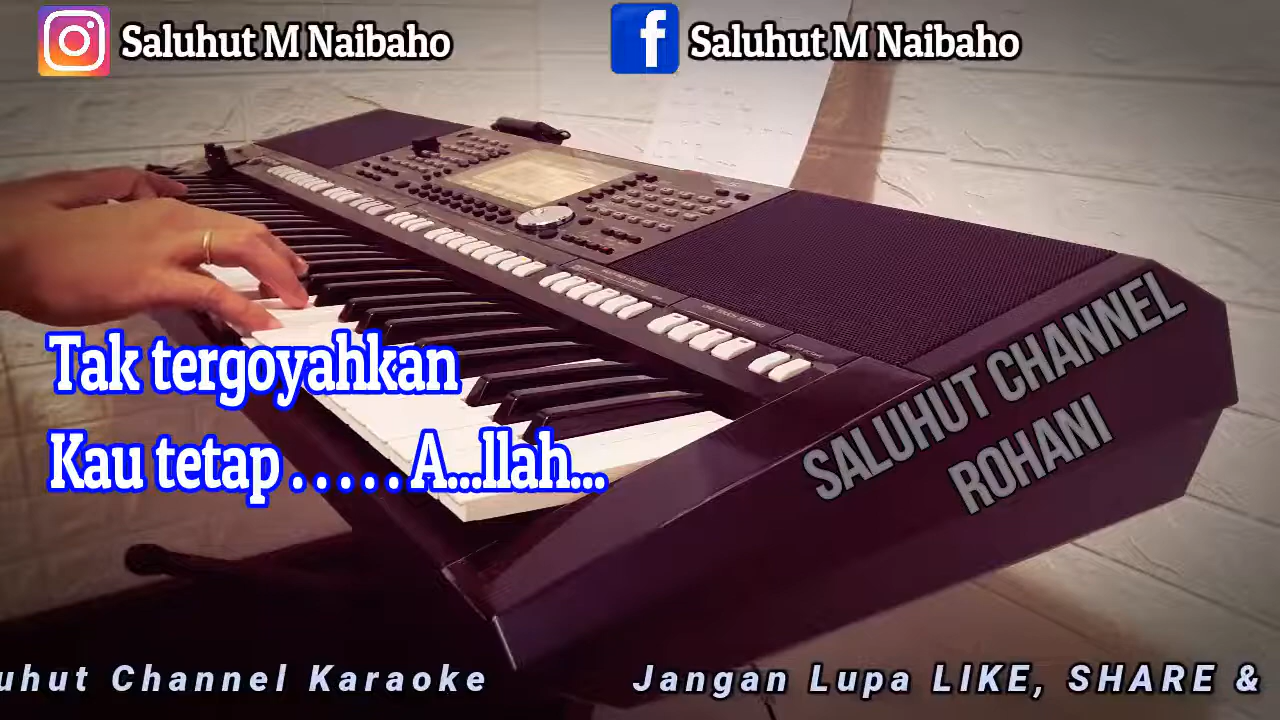 Saluhut M Naibaho
Saluhut M Naibaho
Tak tergoyahkan
Kau tetap . . . . . A...llah...
SALUHUT CHANNEL
ROHANI
uhut Channel Karaoke
Jangan Lupa LIKE, SHARE &